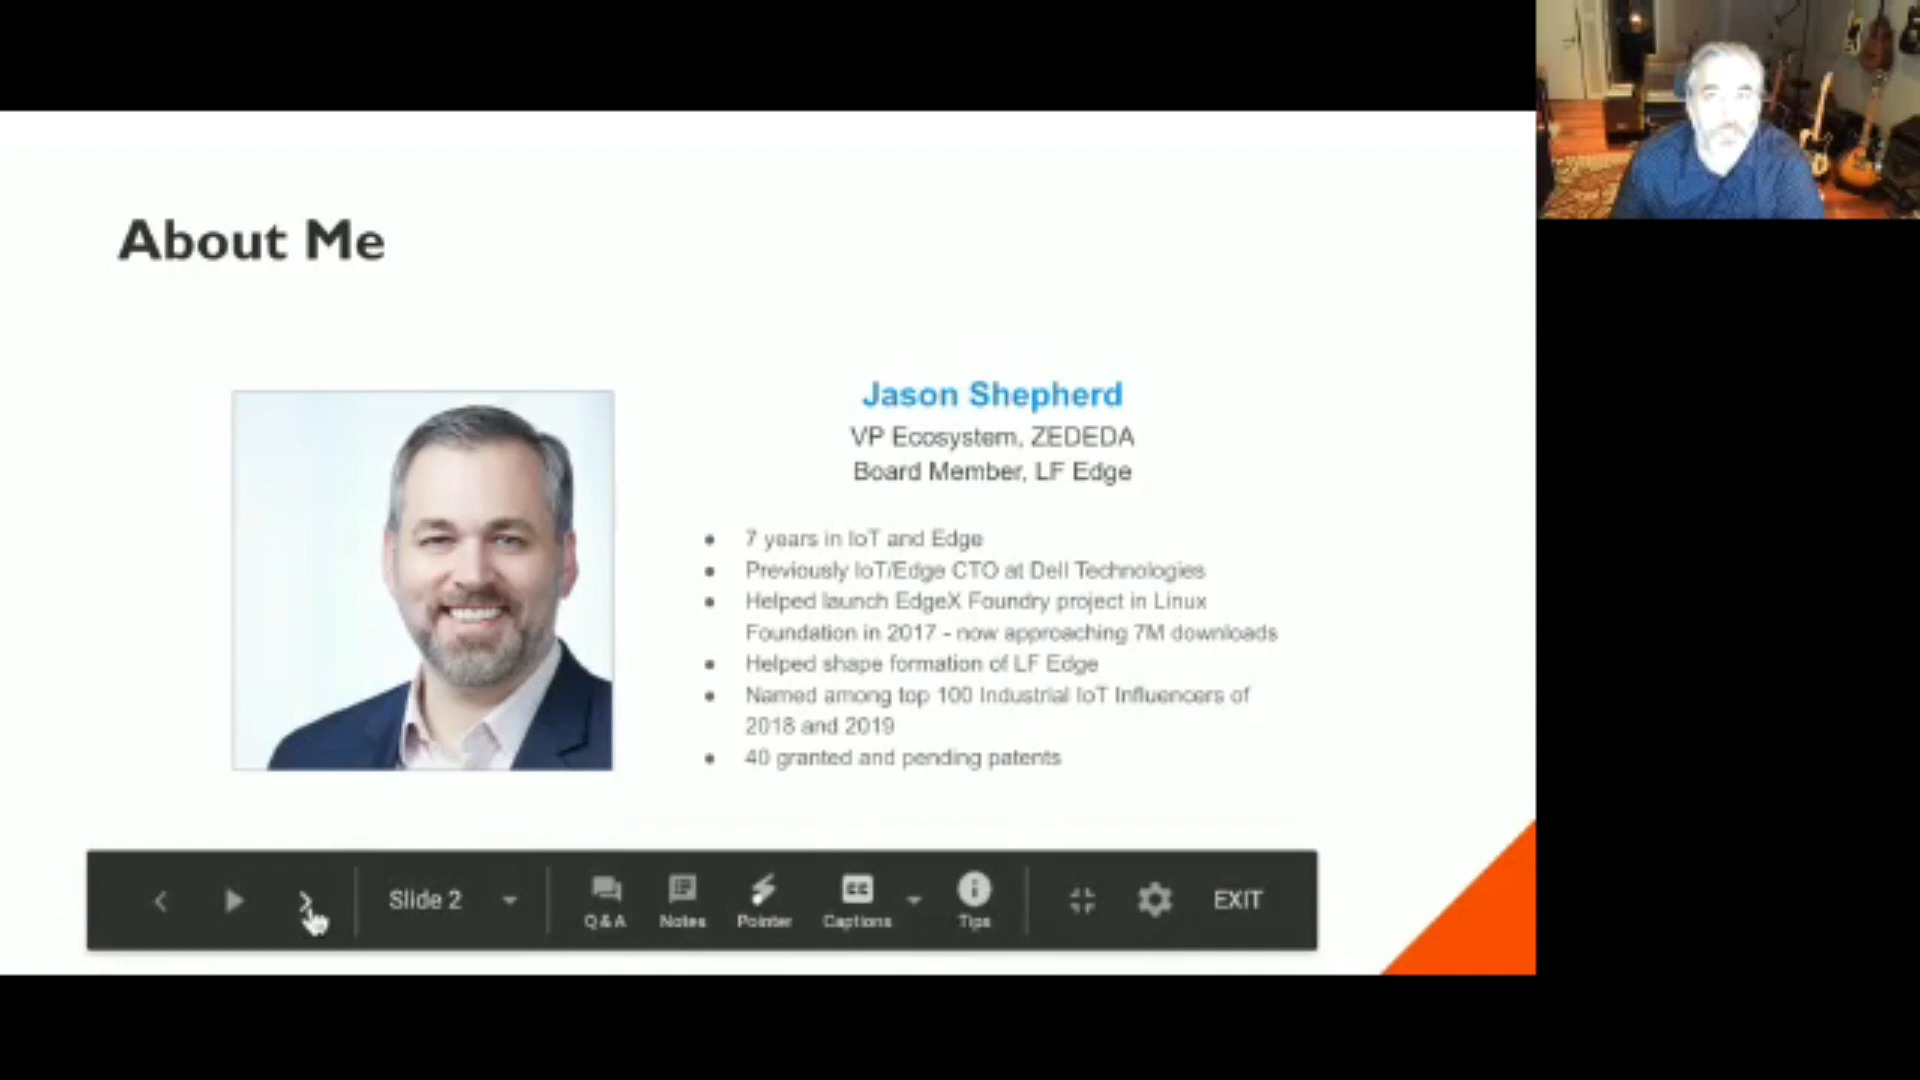 About Me
Jason Shepherd
VP Ecosystem, ZEDEDA
Board Member, LF Edge
• 7 years in IoT and Edge
• Previously IoT/Edge CTO at Dell Technologies
• Helped launch EdgeX Foundry project in Linux
Foundation in 2017 - now approaching 7M downloads
• Helped shape formation of LF Edge
• Named among top 100 Industrial IoT Influencers of
2018 and 2019
• 40 granted and pending patents
Slide 2
Q&A
Notes
Pointer
CC
Captions
Tips
EXIT